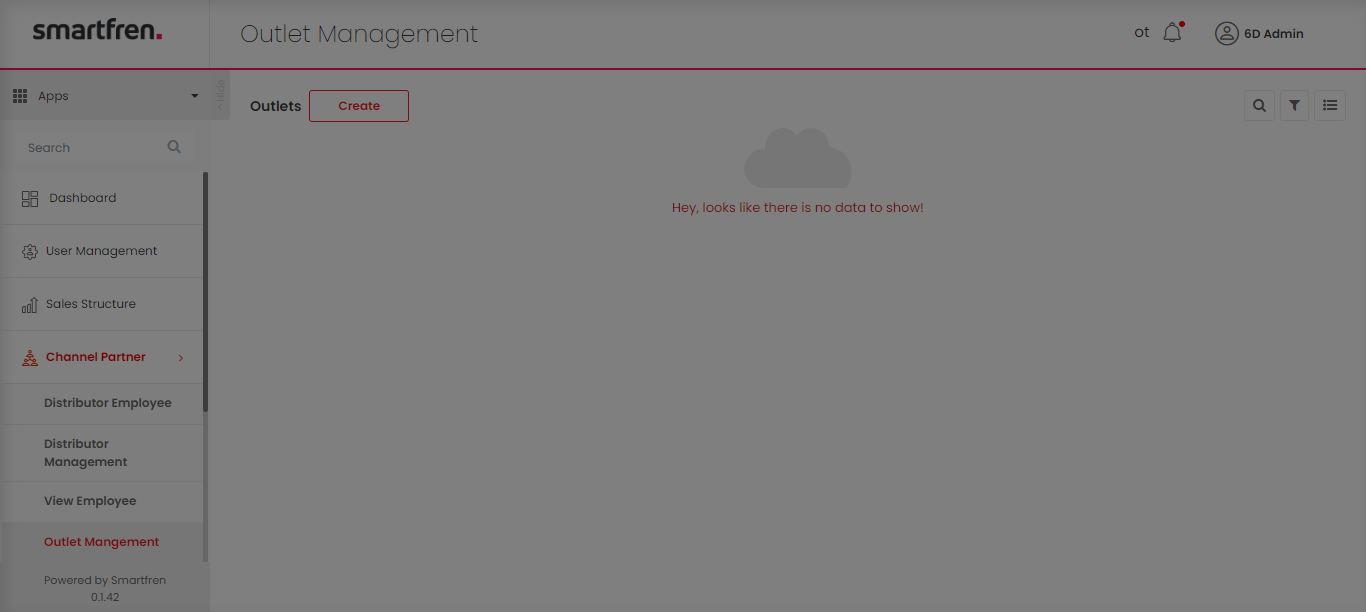 smartfren.
Outlet Management
ot
6D Admin
Apps
< Hide
Outlets
Create
Search
Hey, looks like there is no data to show!
Dashboard
User Management
Sales Structure
Channel Partner
Distributor Employee
Distributor
Management
View Employee
Outlet Mangement
Powered by Smartfren
0.1.42